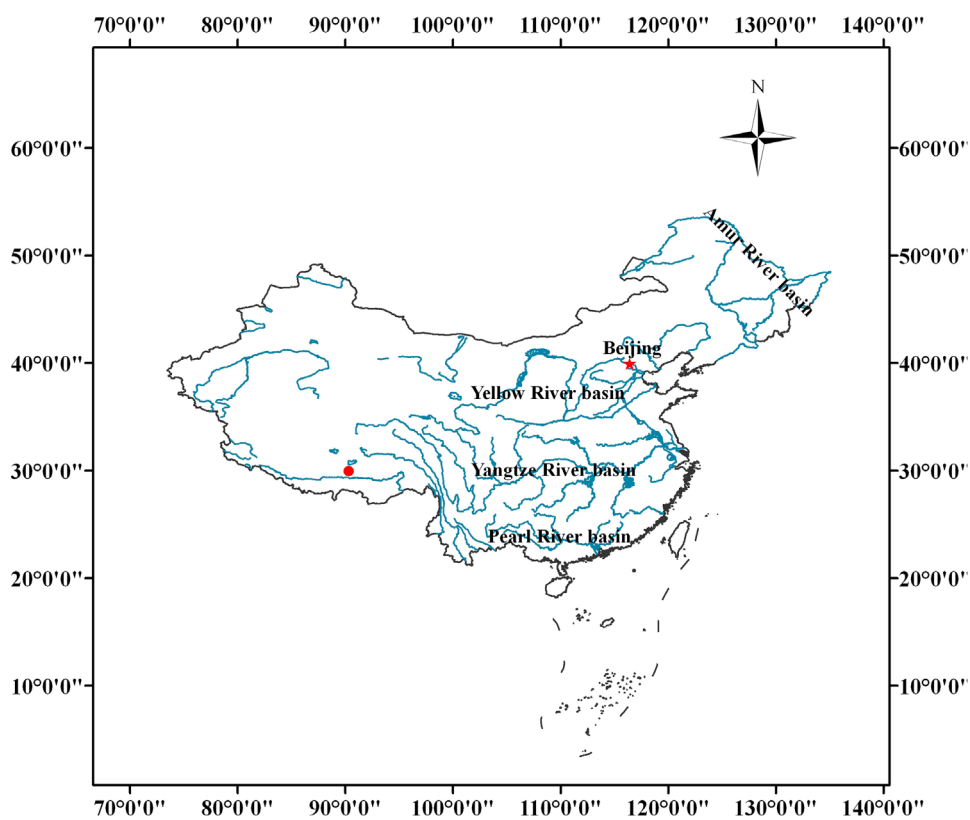 70°0'0" 80°0'0" 90°0'0" 100°0'0" 110°0'0" 120°0'0" 130°0'0" 140°0'0"
N
60°0'0" 60°0'0"
Amur River basin
50°0'0" 50°0'0"
Beijing
40°0'0" 40°0'0"
Yellow River basin
30°0'0" Yangtze River basin 30°0'0"
Pearl River basin
20°0'0" 20°0'0"
10°0'0" 10°0'0"
70°0'0" 80°0'0" 90°0'0" 100°0'0" 110°0'0" 120°0'0" 130°0'0" 140°0'0"